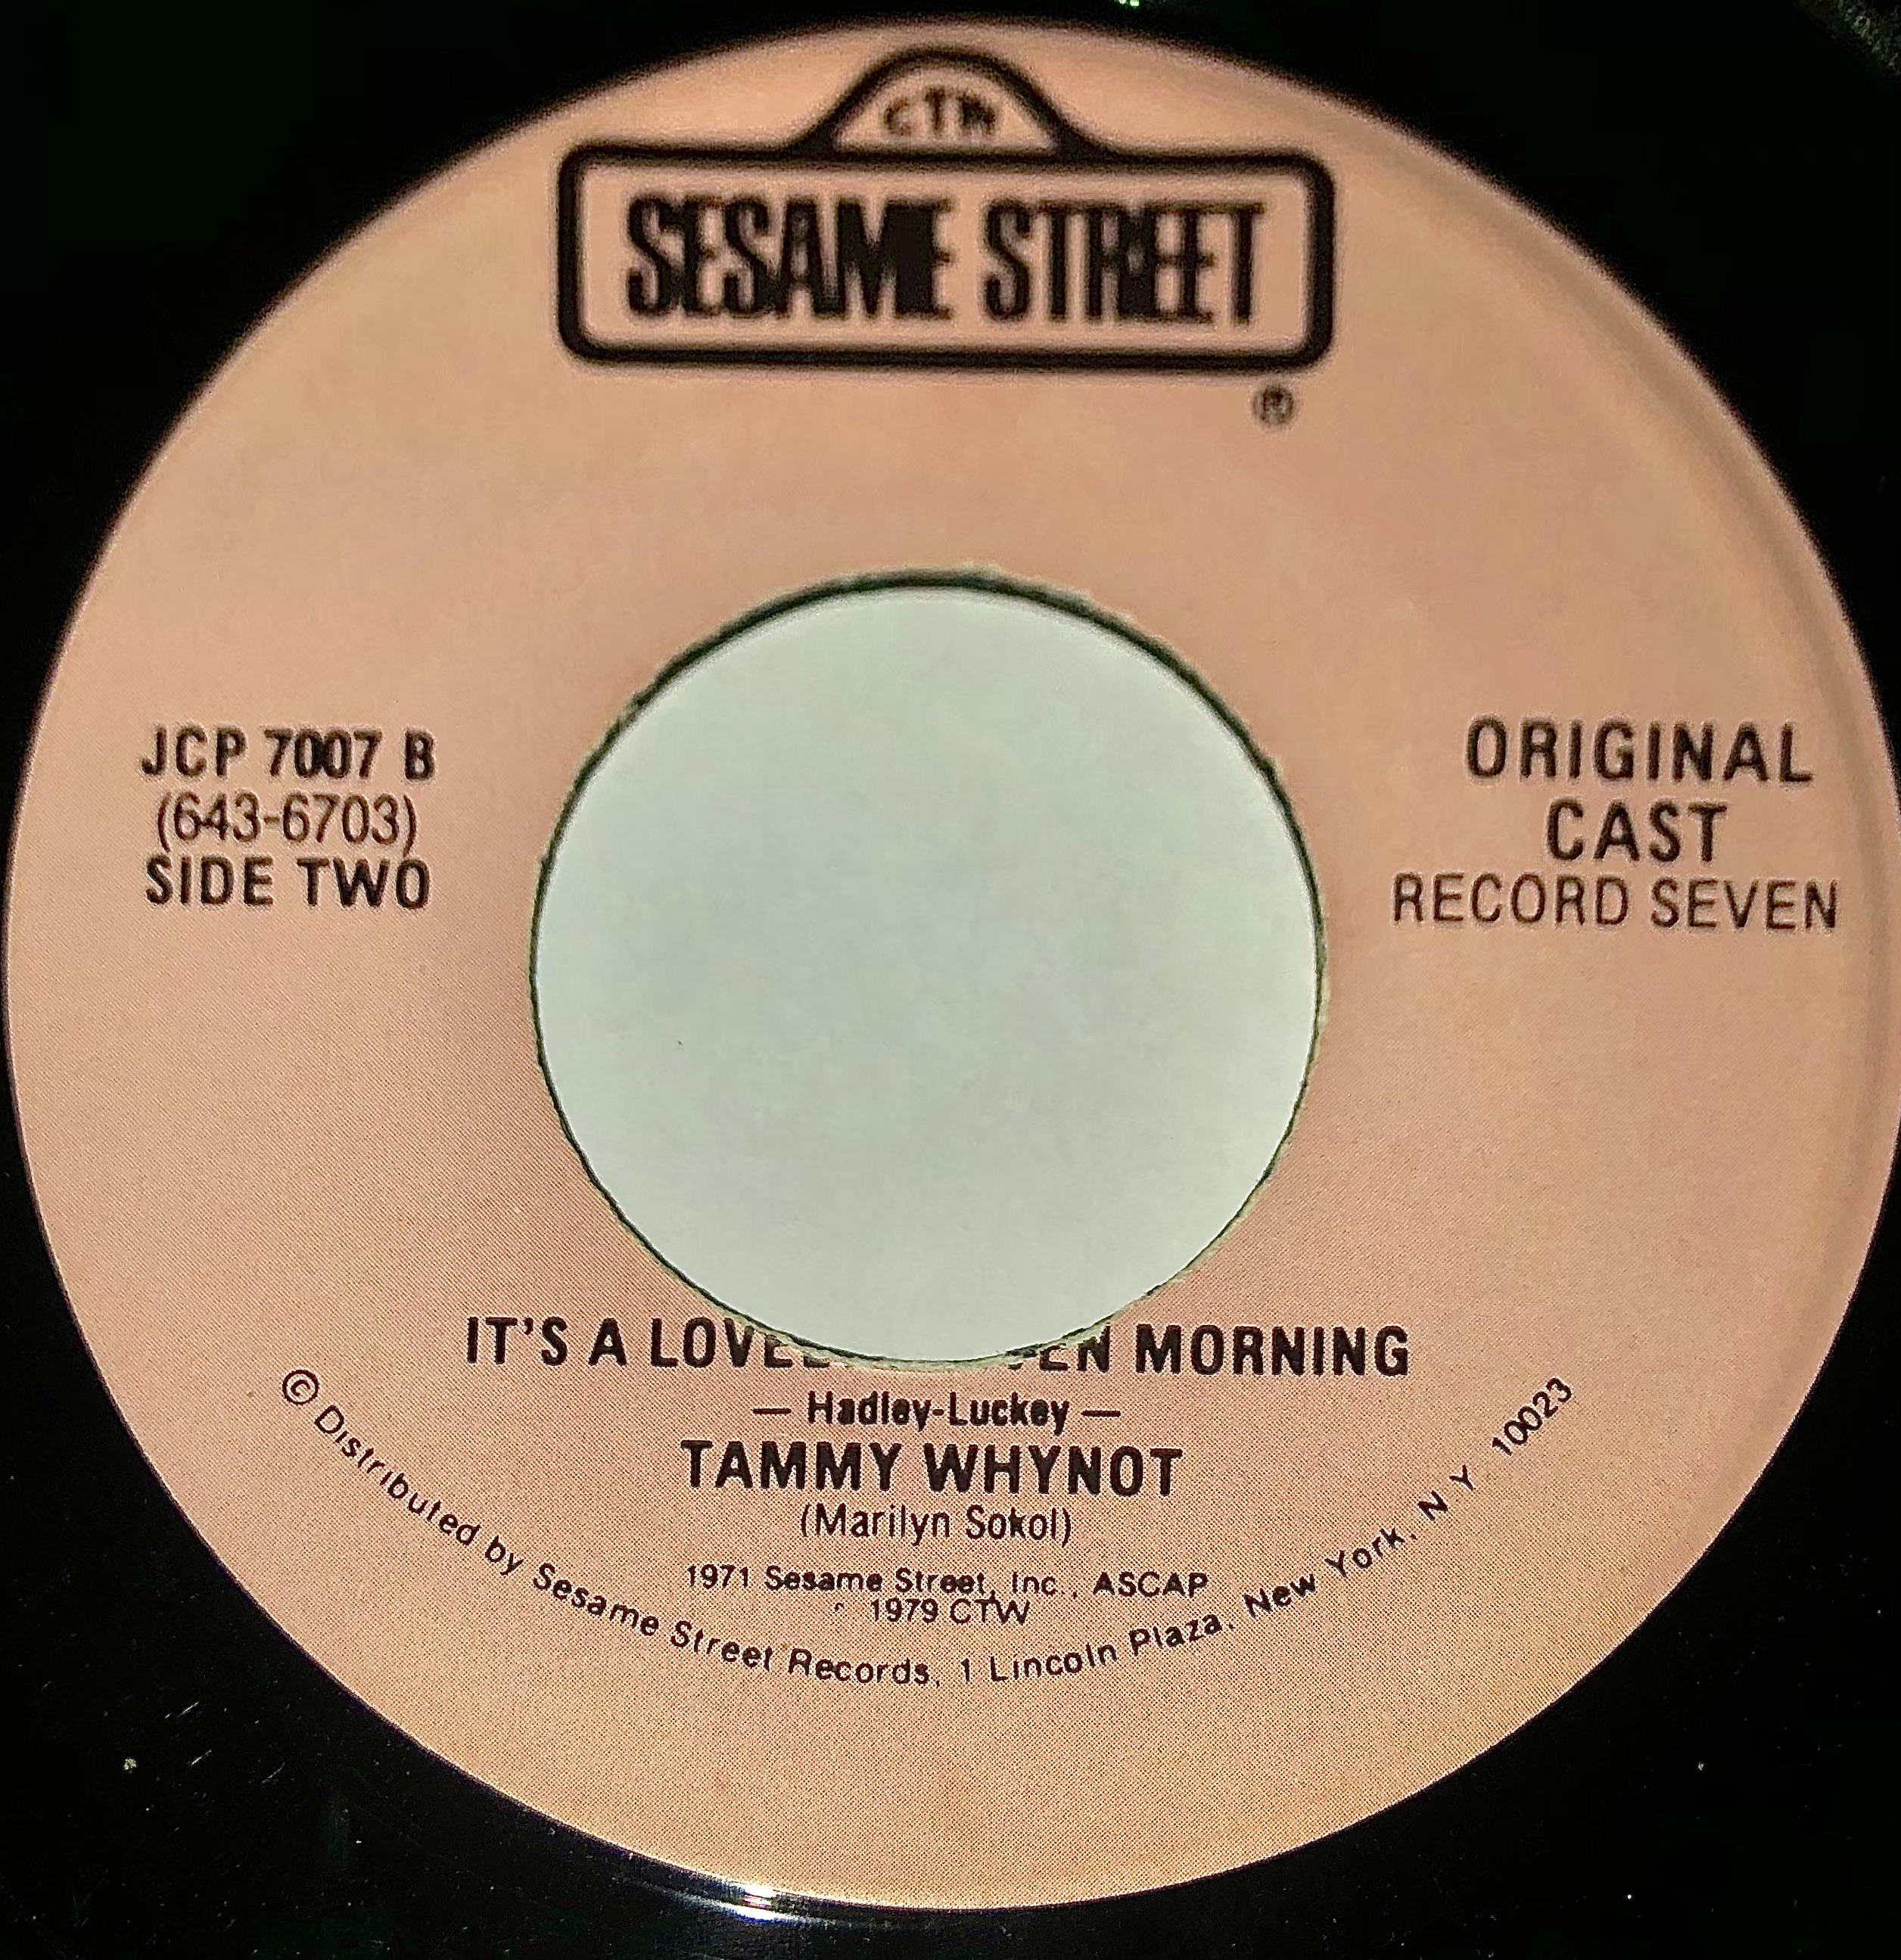 CTW
SESAME STREET
®
JCP 7007 B
(643-6703)
SIDE TWO
ORIGINAL
CAST
RECORD SEVEN
IT'S A MORNING
— Hadley-Luckey —
TAMMY WHYNOT
(Marilyn Sokol)
1971 Sesame Street, Inc., ASCAP
1979 CTW
© Distributed by Sesame Street Records, 1 Lincoln Plaza, New York, N Y 10023